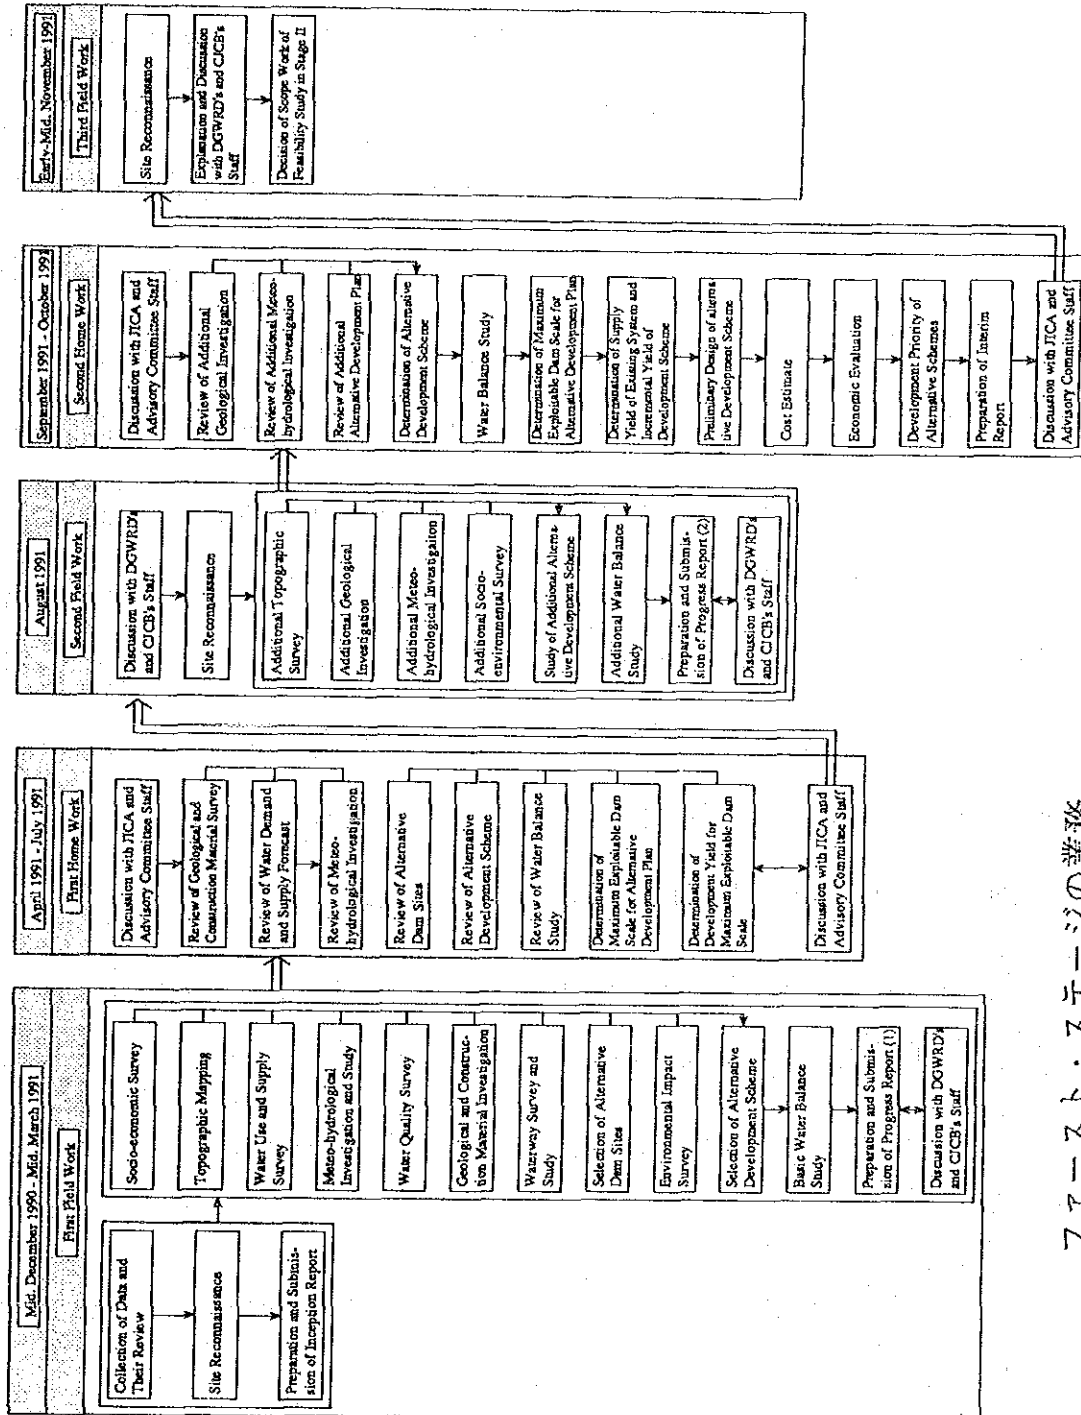 Mid. December 1990 - Mid. March 1991
First Field Work
Collection of Data and
Their Review
Site Reconnaissance
Preparation and Submis-
sion of Inception Report
Socio-economic Survey
Topographic Mapping
Water Use and Supply
Survey
Meteo-hydrological
Investigation and Study
Water Quality Survey
Geological and Construc-
tion Material Investigation
Waterway Survey and
Study
Selection of Alternative
Dam Sites
Environmental Impact
Survey
Selection of Alternative
Development Scheme
Basic Water Balance
Study
Preparation and Submis-
sion of Progress Report (1)
Discussion with DGWRD's
and CJCB's Staff
April 1991 - July 1991
First Home Work
Discussion with JICA and
Advisory Committee Staff
Review of Geological and
Construction Material Survey
Review of Water Demand
and Supply Forecast
Review of Meteo-
hydrological Investigation
Review of Alternative
Dam Sites
Review of Alternative
Development Scheme
Review of Water Balance
Study
Determination of
Maximum Exploitable Dam
Scale for Alternative
Development Plan
Determination of
Development Yield for
Maximum Exploitable Dam
Scale
Discussion with JICA and
Advisory Committee Staff
August 1991
Second Field Work
Discussion with DGWRD's
and CJCB's Staff
Site Reconnaissance
Additional Topographic
Survey
Additional Geological
Investigation
Additional Meteo-
hydrological Investigaiton
Additional Socio-
environmental Survey
Study of Additional Alterna-
tive Development Scheme
Additional Water Balance
Study
Preparation and Submis-
sion of Progress Report (2)
Discussion with DGWRD's
and CJCB's Staff
September 1991 - October 1991
Second Home Work
Discussion with JICA and
Advisory Committee Staff
Review of Additional
Geological Investigation
Review of Additional Meteo-
hydrological Investigation
Review of Additional
Alternative Development Plan
Determination of Alternative
Development Scheme
Water Balance Study
Determination of Maximum
Exploitable Dam Scale for
Alternative Development Plan
Determination of Supply
Yield of Existing System and
Incremental Yield of
Development Scheme
Preliminary Design of alterna-
tive Development Scheme
Cost Estimate
Economic Evaluation
Development Priority of
Alternative Schemes
Preparation of Interim
Report
Discussion with JICA and
Advisory Committee Staff
Early-Mid. November 1991
Third Field Work
Site Reconnaissance
Explanation and Discussion
with DGWRD's and CJCB's
Staff
Decision of Scope Work of
Feasibility Study in Stage II
ファースト・ステージの業務